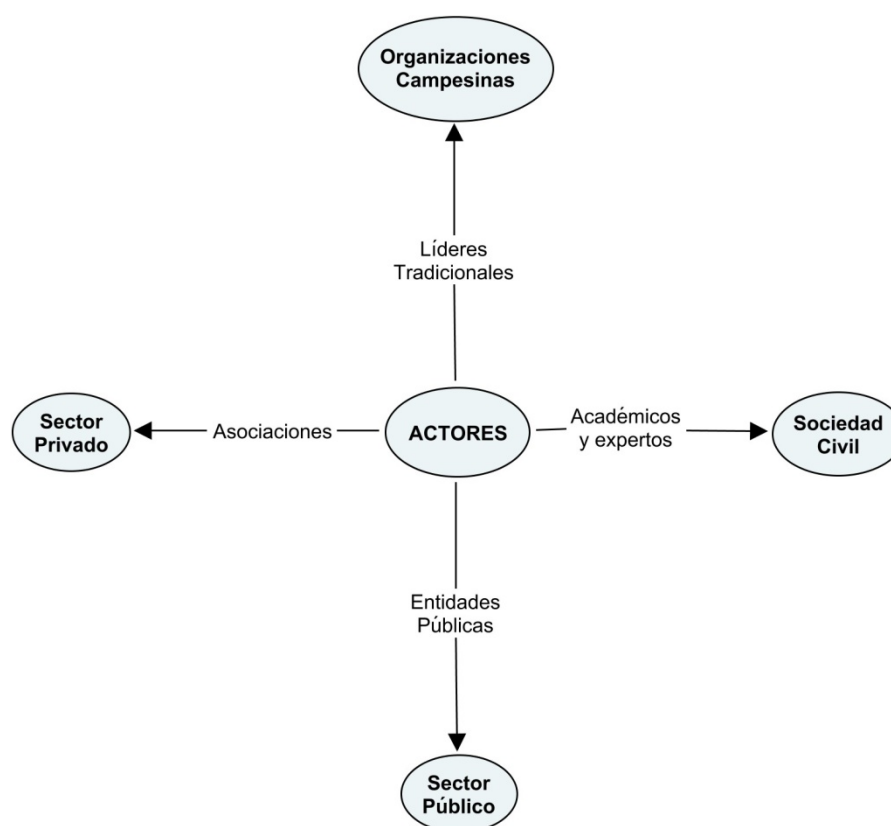 Organizaciones
Campesinas
Líderes
Tradicionales
Sector
Privado
Asociaciones
ACTORES
Académicos
y expertos
Sociedad
Civil
Entidades
Públicas
Sector
Público